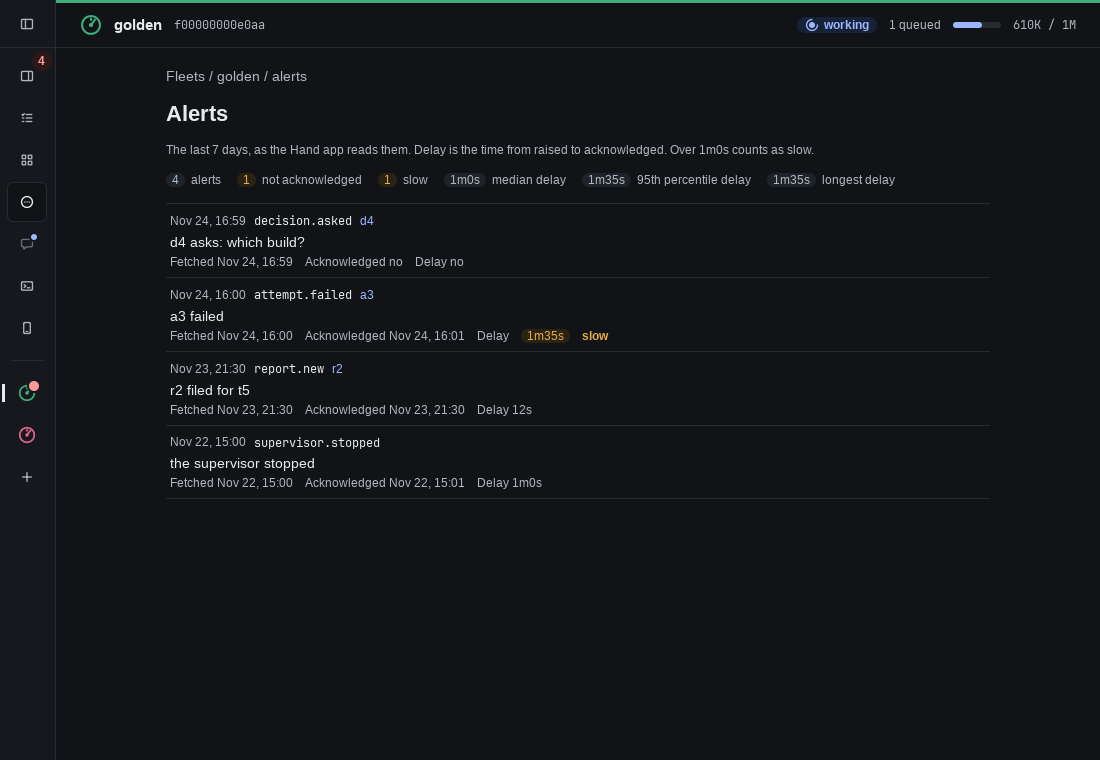 golden f00000000e0aa working 1 queued 610K / 1M
4
Fleets / golden / alerts
Alerts
The last 7 days, as the Hand app reads them. Delay is the time from raised to acknowledged. Over 1m0s counts as slow.
4 alerts 1 not acknowledged 1 slow 1m0s median delay 1m35s 95th percentile delay 1m35s longest delay
Nov 24, 16:59 decision.asked d4
d4 asks: which build?
Fetched Nov 24, 16:59 Acknowledged no Delay no
Nov 24, 16:00 attempt.failed a3
a3 failed
Fetched Nov 24, 16:00 Acknowledged Nov 24, 16:01 Delay 1m35s slow
Nov 23, 21:30 report.new r2
r2 filed for t5
Fetched Nov 23, 21:30 Acknowledged Nov 23, 21:30 Delay 12s
Nov 22, 15:00 supervisor.stopped
the supervisor stopped
Fetched Nov 22, 15:00 Acknowledged Nov 22, 15:01 Delay 1m0s